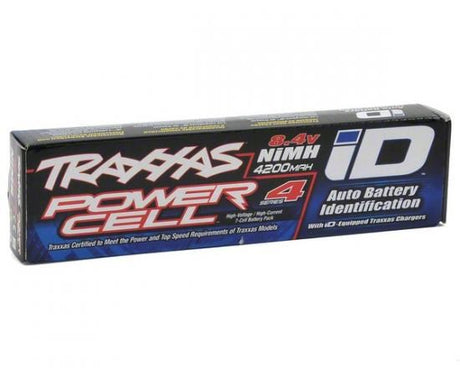 TRAXXAS
8.4V
NiMH
4200MAH
POWER
CELL
SERIES 4
High-Voltage / High-Current
7-Cell Battery Pack
Traxxas Certified to Meet the Power and Top Speed Requirements of Traxxas Models
iD
Auto Battery
Identification
With iD-Equipped Traxxas Chargers